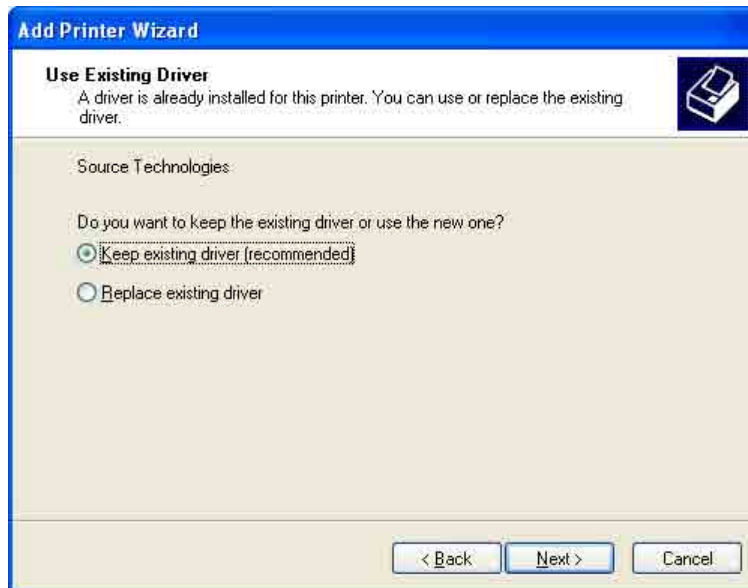 Add Printer Wizard
Use Existing Driver
A driver is already installed for this printer. You can use or replace the existing
driver.
Source Technologies
Do you want to keep the existing driver or use the new one?
Keep existing driver (recommended)
Replace existing driver
< Back
Next >
Cancel